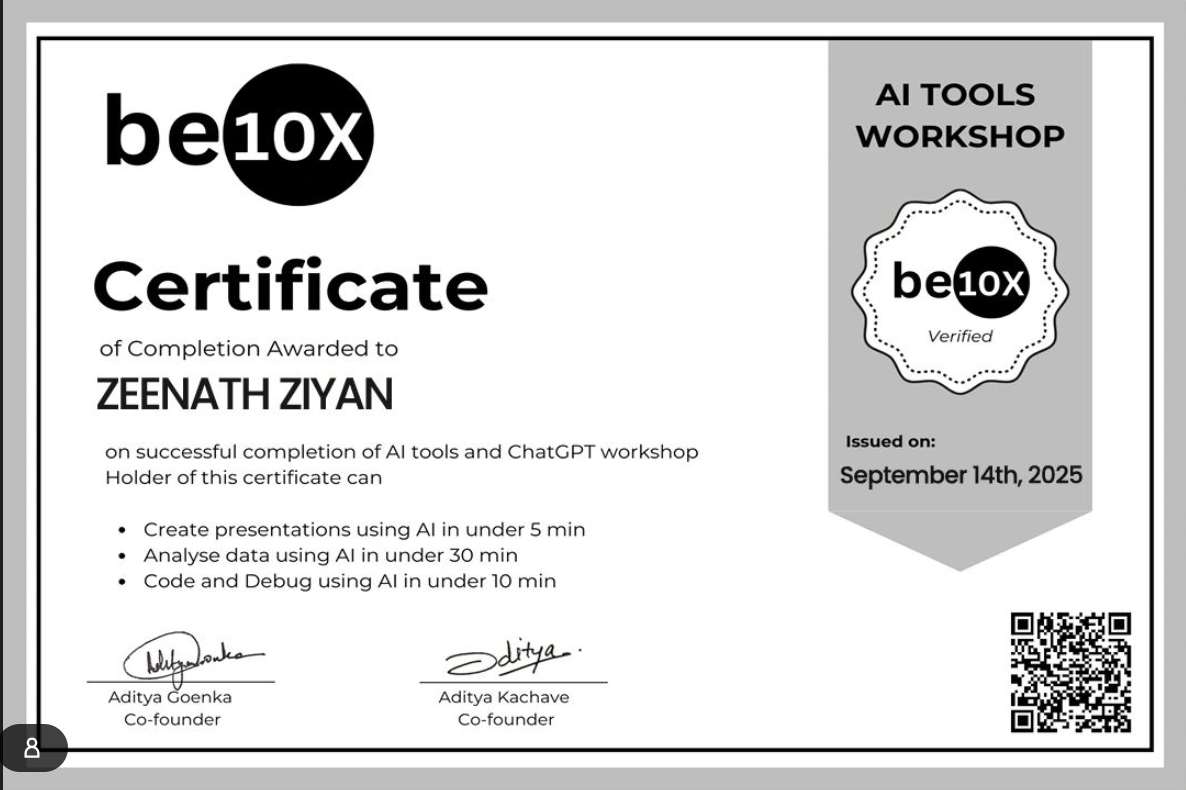 be10X
Certificate
of Completion Awarded to
ZEENATH ZIYAN
on successful completion of AI tools and ChatGPT workshop
Holder of this certificate can
• Create presentations using AI in under 5 min
• Analyse data using AI in under 30 min
• Code and Debug using AI in under 10 min
Aditya Goenka
Co-founder
Aditya.
Aditya Kachave
Co-founder
AI TOOLS
WORKSHOP
be10X
Verified
Issued on:
September 14th, 2025